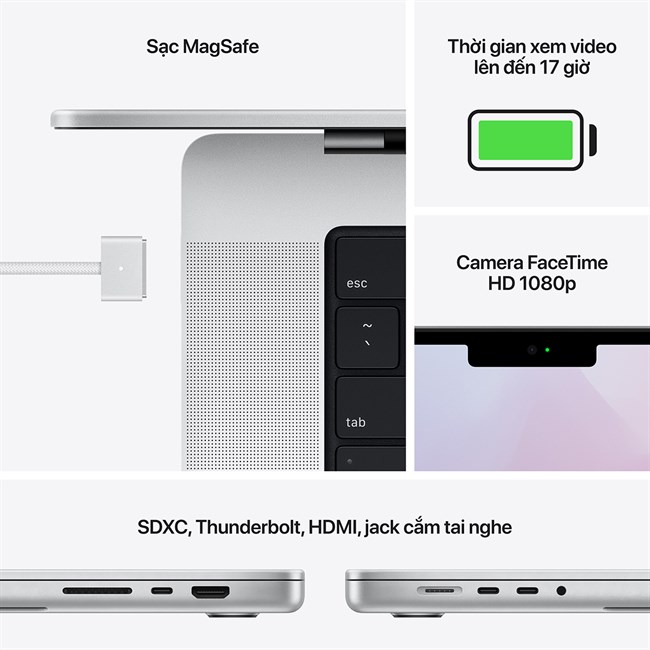 Sạc MagSafe
Thời gian xem video
lên đến 17 giờ
esc
~
`
tab
Camera FaceTime
HD 1080p
SDXC, Thunderbolt, HDMI, jack cắm tai nghe